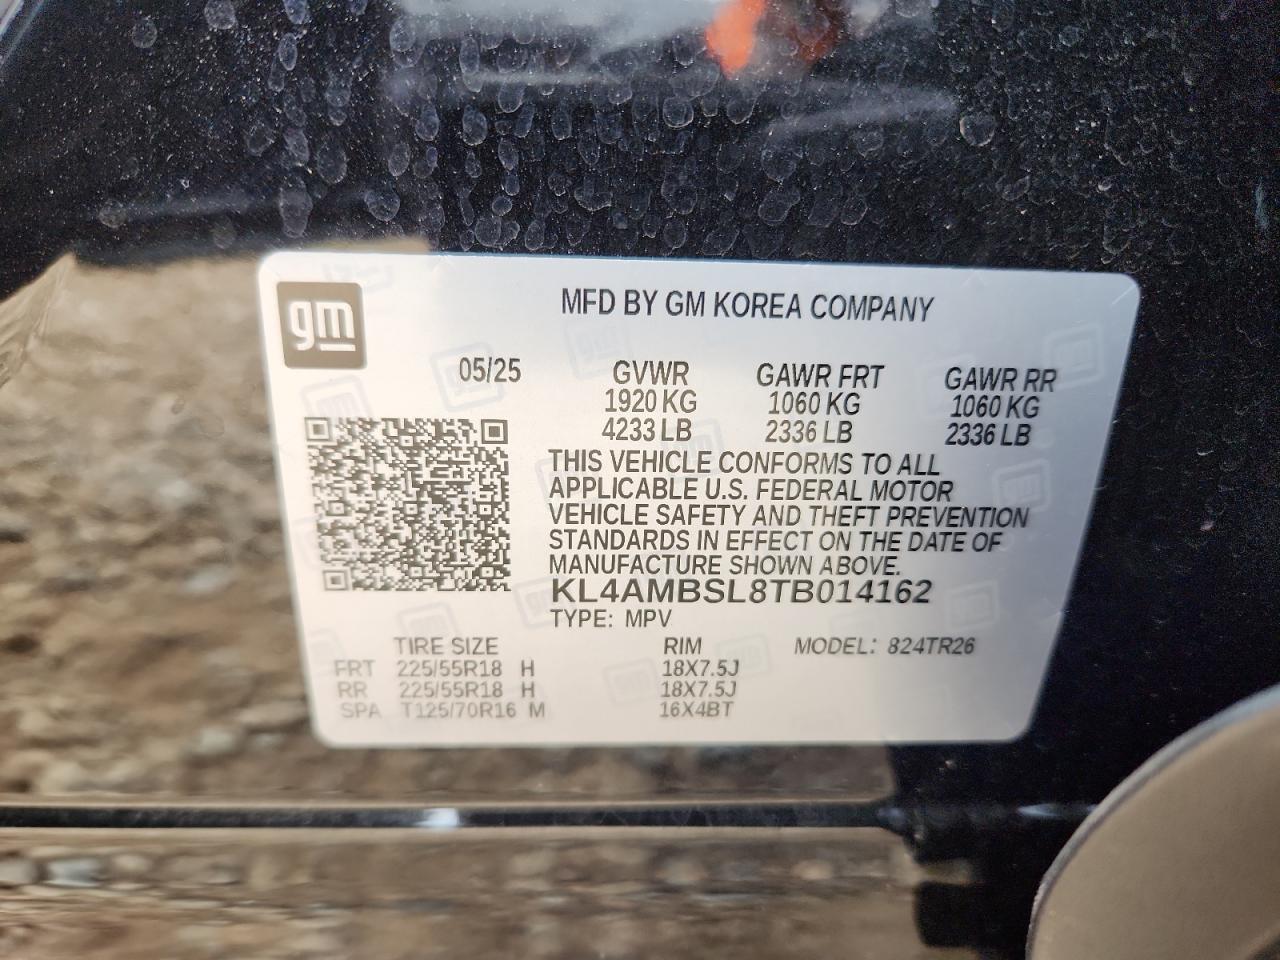 gm
MFD BY GM KOREA COMPANY
05/25 GVWR GAWR FRT GAWR RR
1920 KG 1060 KG 1060 KG
4233 LB 2336 LB 2336 LB
THIS VEHICLE CONFORMS TO ALL
APPLICABLE U.S. FEDERAL MOTOR
VEHICLE SAFETY AND THEFT PREVENTION
STANDARDS IN EFFECT ON THE DATE OF
MANUFACTURE SHOWN ABOVE.
KL4AMBSL8TB014162
TYPE: MPV
TIRE SIZE RIM MODEL: 824TR26
FRT 225/55R18 H 18X7.5J
RR 225/55R18 H 18X7.5J
SPA T125/70R16 M 16X4BT